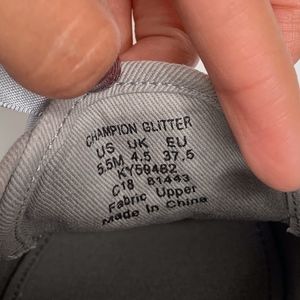 CHAMPION GLITTER
US UK EU
5.5M 4.5 37.5
KY59482
C18 81443
Fabric Upper
Made In China